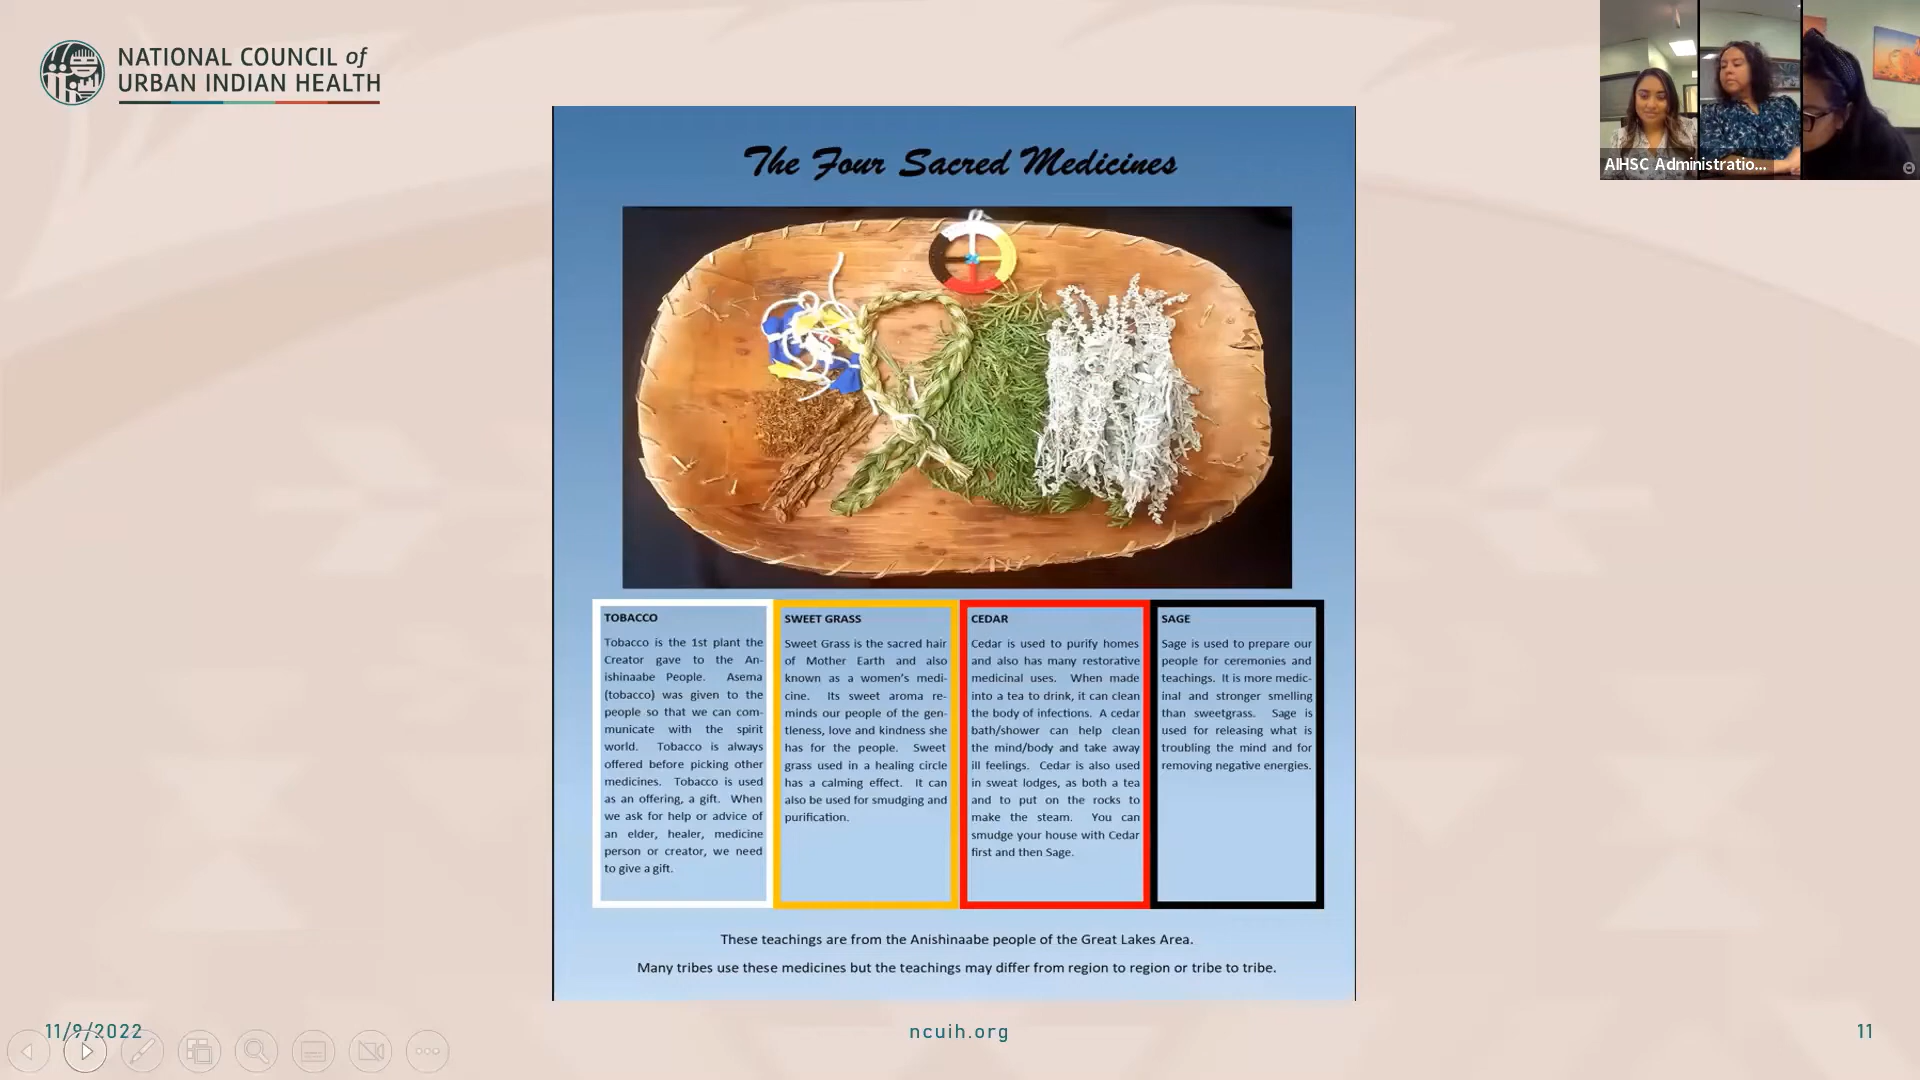 NATIONAL COUNCIL of
URBAN INDIAN HEALTH
AIHSC Administratio...
The Four Sacred Medicines
TOBACCO
Tobacco is the 1st plant the
Creator gave to the An-
ishinaabe People. Asema
(tobacco) was given to the
people so that we can com-
municate with the spirit
world. Tobacco is always
offered before picking other
medicines. Tobacco is used
as an offering, a gift. When
we ask for help or advice of
an elder, healer, medicine
person or creator, we need
to give a gift.
SWEET GRASS
Sweet Grass is the sacred hair
of Mother Earth and also
known as a women's medi-
cine. Its sweet aroma re-
minds our people of the gen-
tleness, love and kindness she
has for the people. Sweet
grass used in a healing circle
has a calming effect. It can
also be used for smudging and
purification.
CEDAR
Cedar is used to purify homes
and also has many restorative
medicinal uses. When made
into a tea to drink, it can clean
the body of infections. A cedar
bath/shower can help clean
the mind/body and take away
ill feelings. Cedar is also used
in sweat lodges, as both a tea
and to put on the rocks to
make the steam. You can
smudge your house with Cedar
first and then Sage.
SAGE
Sage is used to prepare our
people for ceremonies and
teachings. It is more medic-
inal and stronger smelling
than sweetgrass. Sage is
used for releasing what is
troubling the mind and for
removing negative energies.
These teachings are from the Anishinaabe people of the Great Lakes Area.
Many tribes use these medicines but the teachings may differ from region to region or tribe to tribe.
11/9/2022
ncuih.org
11